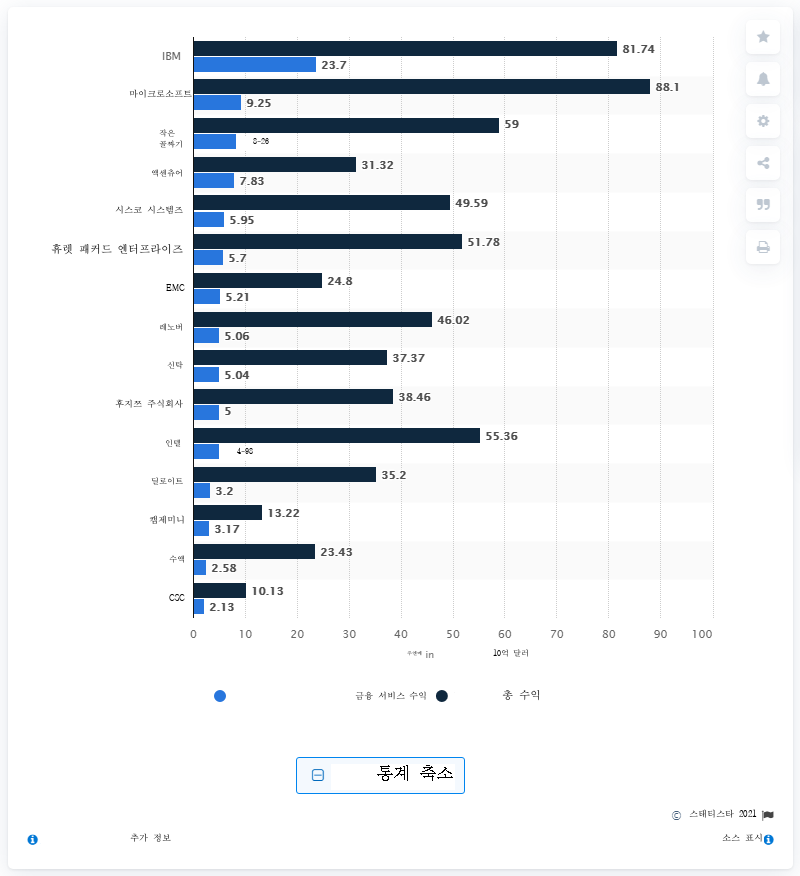 IBM
81.74
23.7
마이크로소프트
88.1
9.25
작은
골짜기
59
8-26
액센츄어
31.32
7.83
시스코 시스템즈
49.59
5.95
휴렛 패커드 엔터프라이즈
51.78
5.7
EMC
24.8
5.21
레노버
46.02
5.06
신탁
37.37
5.04
후지쯔 주식회사
38.46
5
인텔
55.36
4-98
딜로이트
35.2
3.2
캡제미니
13.22
3.17
수액
23.43
2.58
CSC
10.13
2.13
0 10 20 30 40 50 60 70 80 90 100
in 10억 달러
금융 서비스 수익 총 수익
통계 축소
© 스태티스타 2021
추가 정보 소스 표시